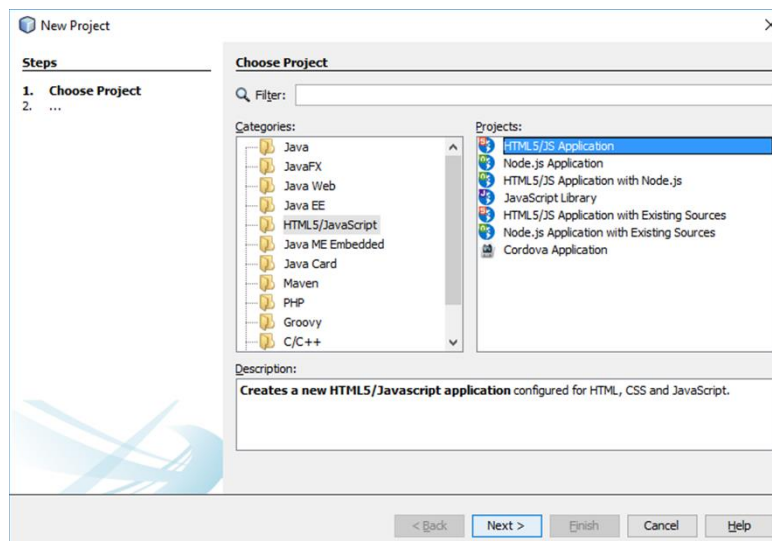 New Project
Steps
1. Choose Project
2. ...
Choose Project
Filter:
Categories:
Java
JavaFX
Java Web
Java EE
HTML5/JavaScript
Java ME Embedded
Java Card
Maven
PHP
Groovy
C/C++
Projects:
HTML5/JS Application
Node.js Application
HTML5/JS Application with Node.js
JavaScript Library
HTML5/JS Application with Existing Sources
Node.js Application with Existing Sources
Cordova Application
Description:
Creates a new HTML5/Javascript application configured for HTML, CSS and JavaScript.
< Back Next > Finish Cancel Help